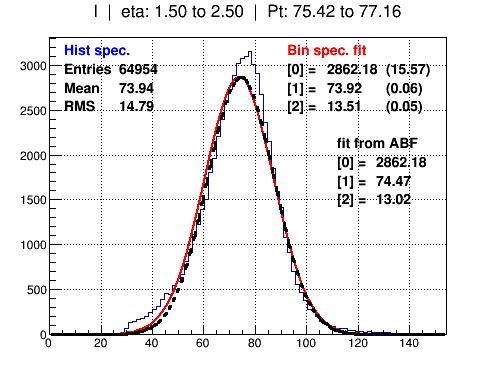 I | eta: 1.50 to 2.50 | Pt: 75.42 to 77.16
Hist spec.
Entries 64954
Mean 73.94
RMS 14.79
Bin spec. fit
[0] = 2862.18 (15.57)
[1] = 73.92 (0.06)
[2] = 13.51 (0.05)
fit from ABF
[0] = 2862.18
[1] = 74.47
[2] = 13.02
3000
2500
2000
1500
1000
500
0
0 20 40 60 80 100 120 140